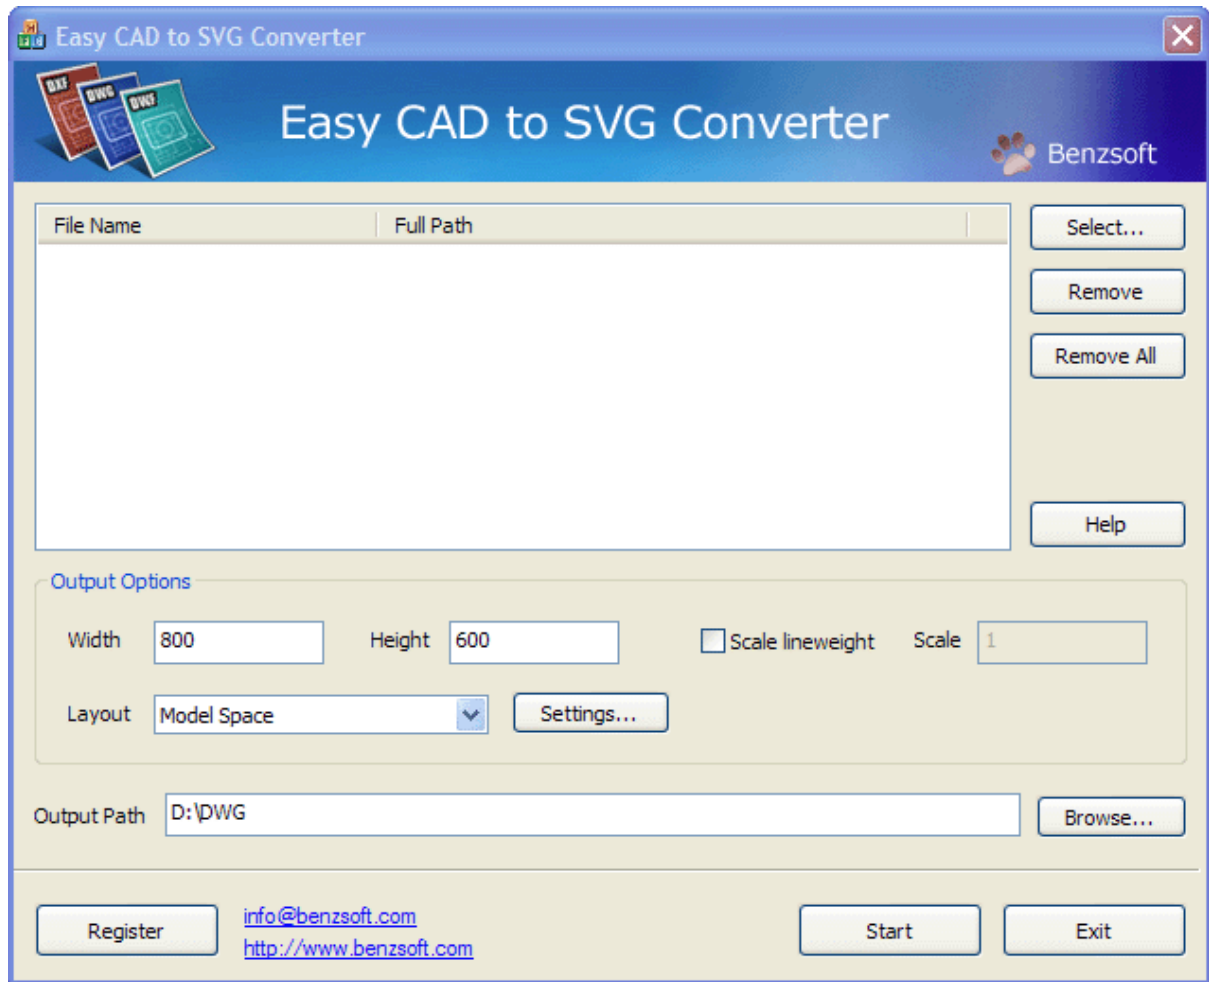 Easy CAD to SVG Converter
DXF
DWG
DWF
Easy CAD to SVG Converter
Benzsoft
File Name Full Path
Select...
Remove
Remove All
Help
Output Options
Width 800 Height 600 Scale lineweight Scale 1
Layout Model Space Settings...
Output Path D:\DWG Browse...
Register info@benzsoft.com Start Exit
http://www.benzsoft.com